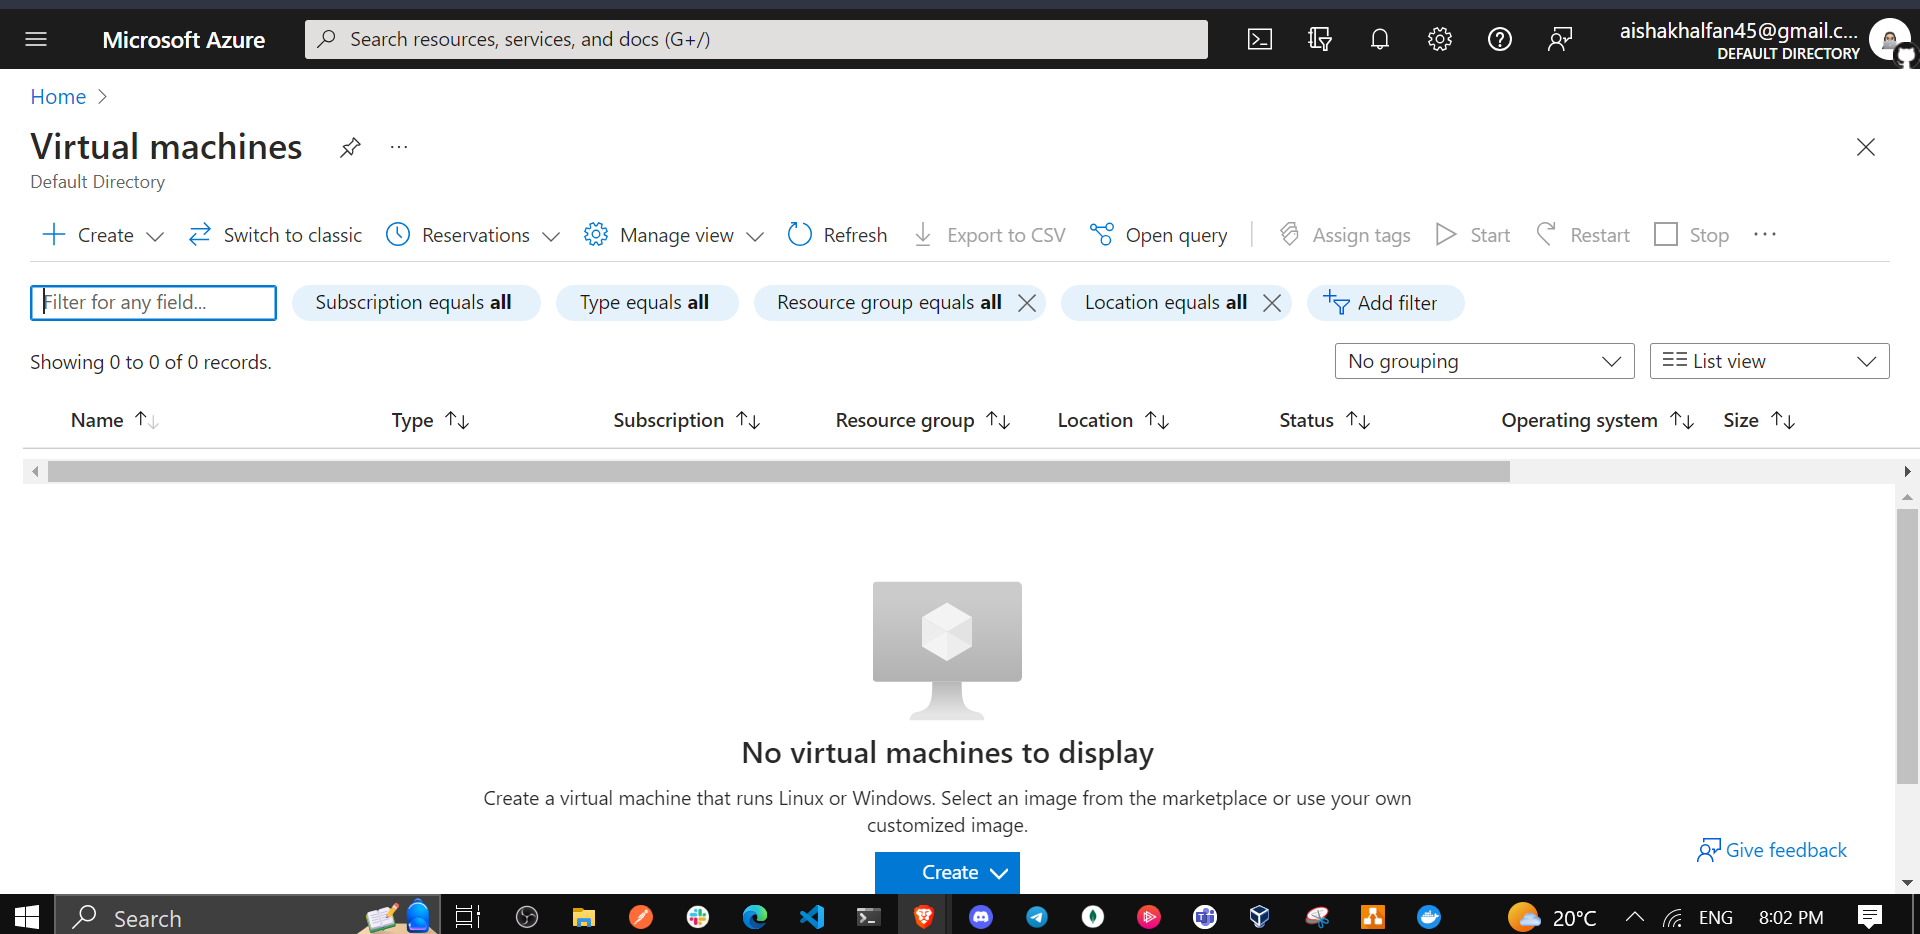 Microsoft Azure
Search resources, services, and docs (G+/)
aishakhalfan45@gmail.c...
DEFAULT DIRECTORY
Home
Virtual machines
Default Directory
Create
Switch to classic
Reservations
Manage view
Refresh
Export to CSV
Open query
Assign tags
Start
Restart
Stop
Filter for any field...
Subscription equals all
Type equals all
Resource group equals all
Location equals all
Add filter
Showing 0 to 0 of 0 records.
No grouping
List view
Name
Type
Subscription
Resource group
Location
Status
Operating system
Size
No virtual machines to display
Create a virtual machine that runs Linux or Windows. Select an image from the marketplace or use your own
customized image.
Give feedback
Create
Search
20°C
ENG
8:02 PM